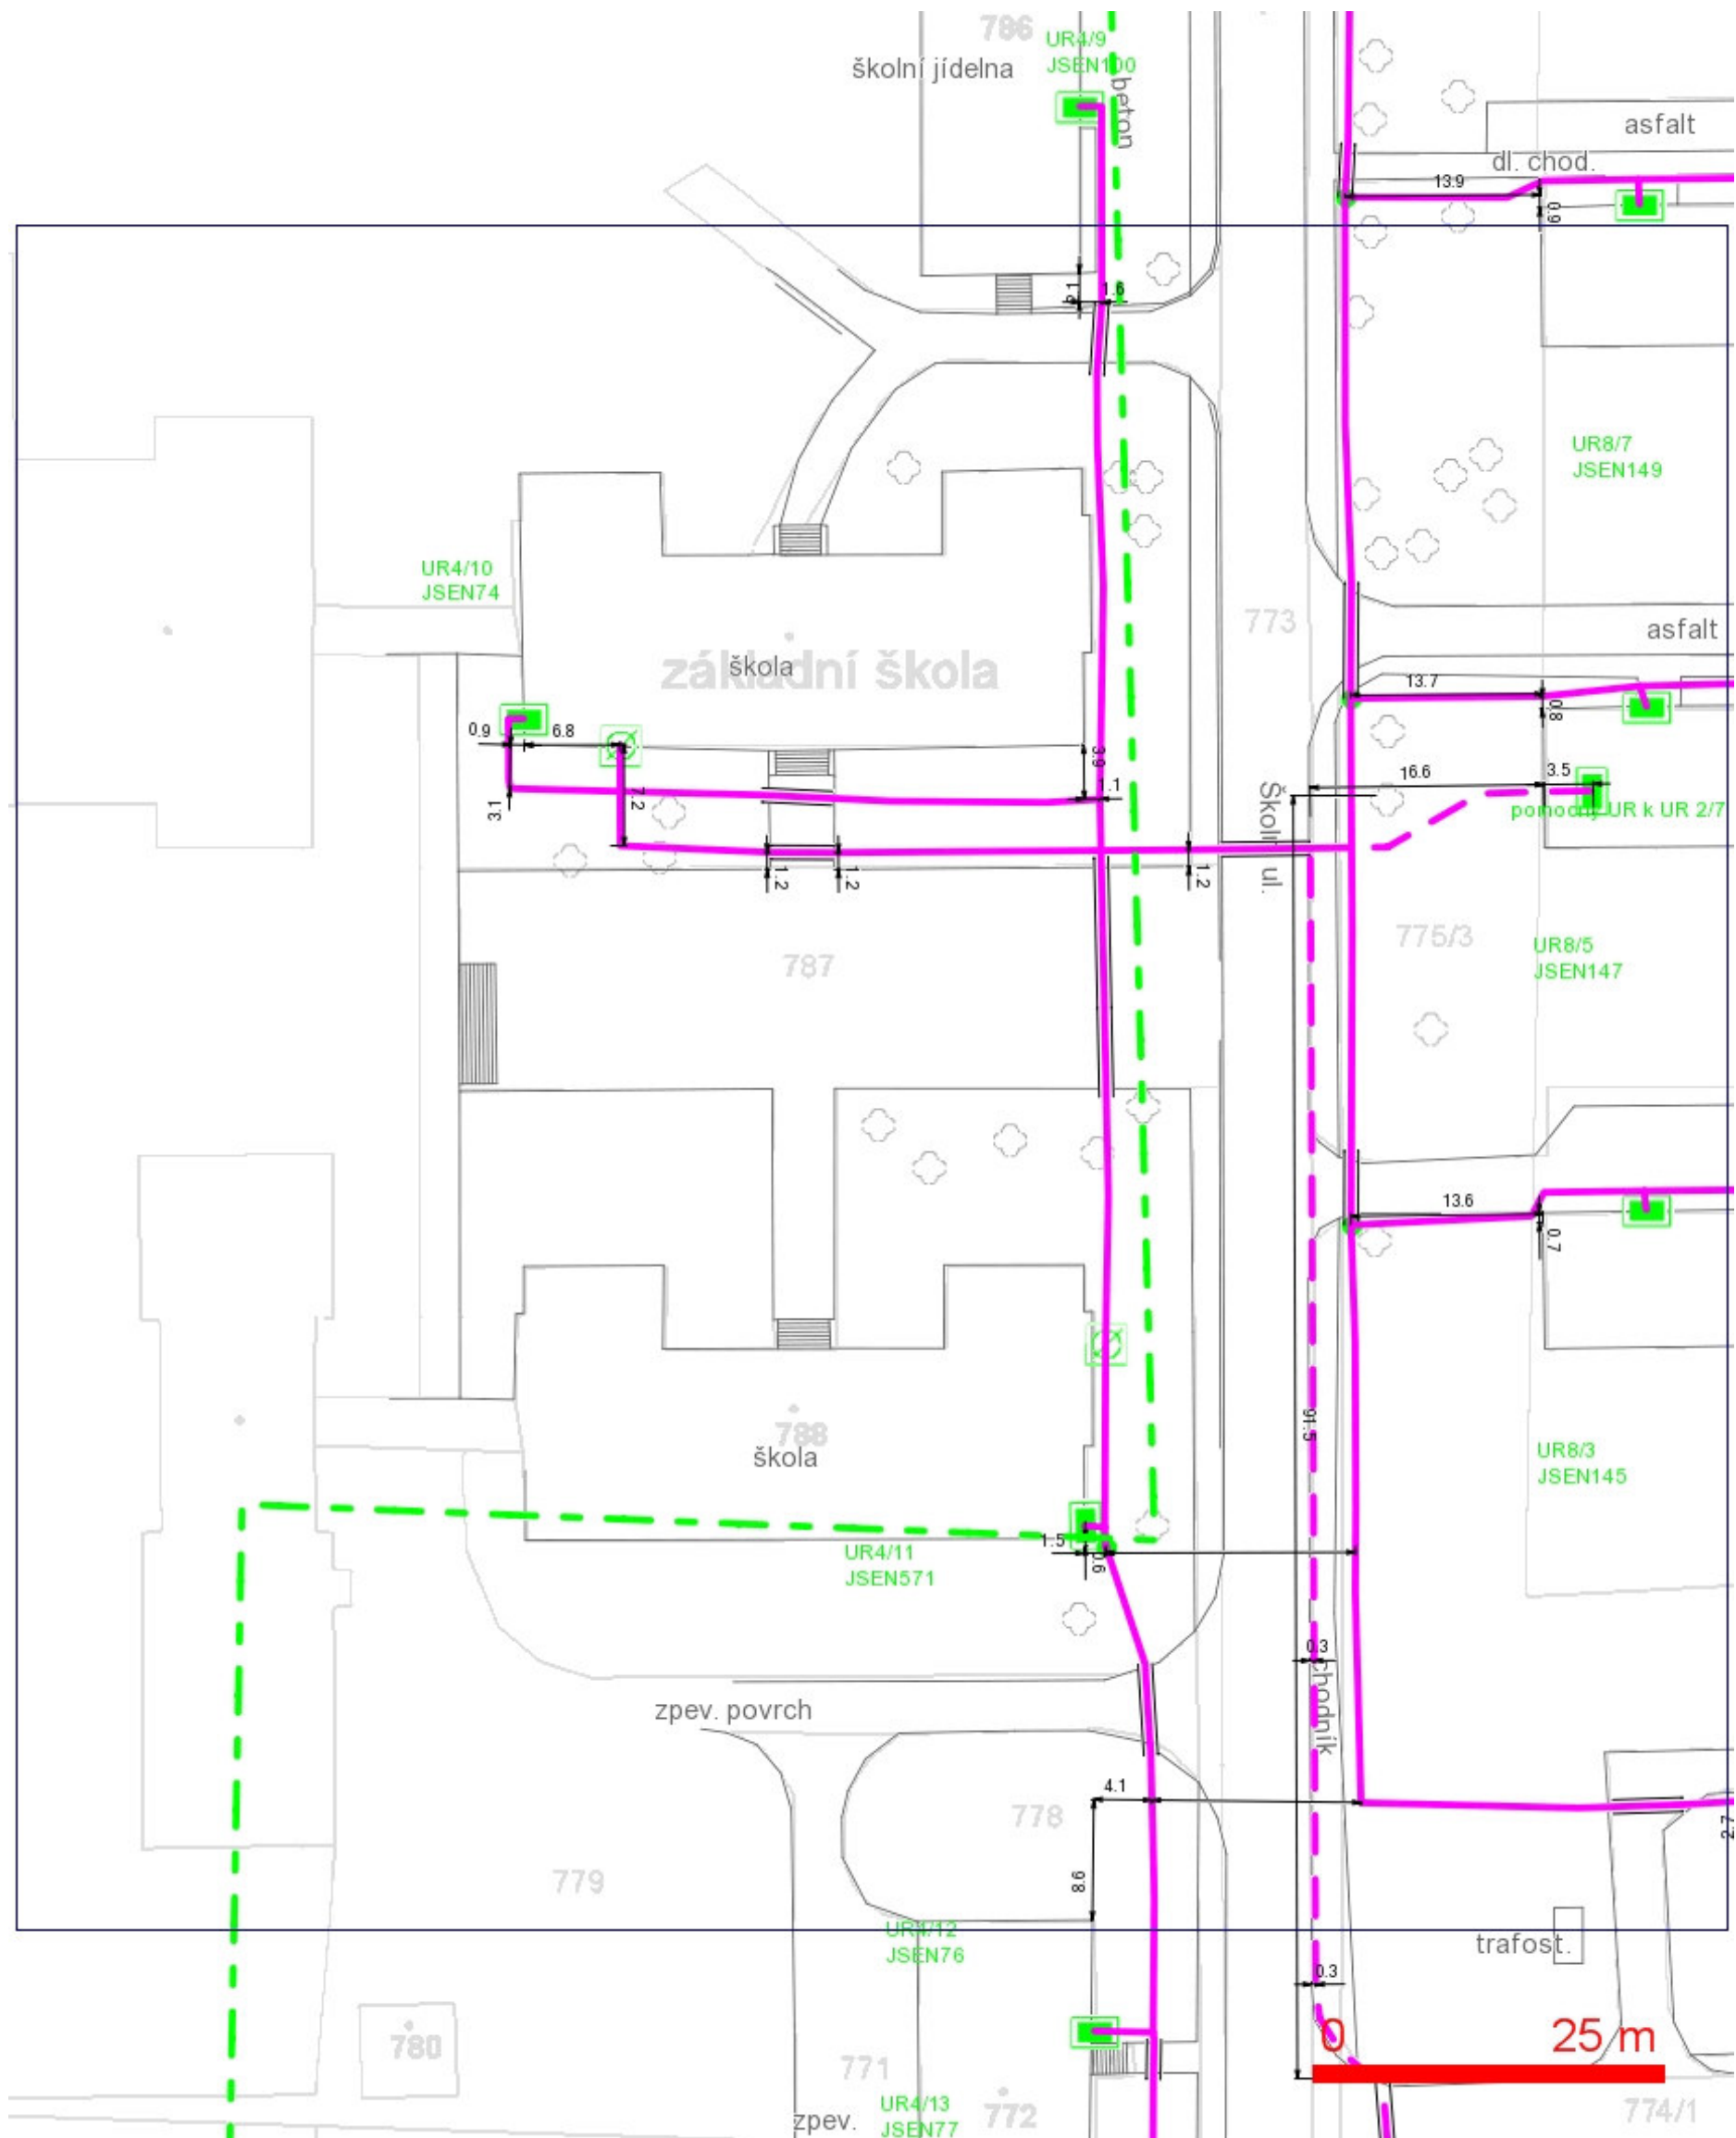 786
UR4/9
JSEN100
školní jídelna
beton
asfalt
dl. chod.
13.9
0.9
2.1
1.6
UR8/7
JSEN149
UR4/10
JSEN74
773
asfalt
základní škola
škola
13.7
0.8
0.9
6.8
3.9
1.1
7.2
3.1
16.6
3.5
pomocný UR k UR 2/7
Školní ul.
1.2
1.2
1.2
775/3
UR8/5
JSEN147
787
13.6
0.7
91.5
788
škola
UR8/3
JSEN145
1.5
0.6
UR4/11
JSEN571
0.3
chodník
zpev. povrch
4.1
778
2.7
8.6
779
UR4/12
JSEN76
trafost.
0.3
0
25 m
780
771
UR4/13
JSEN77
772
zpev.
774/1